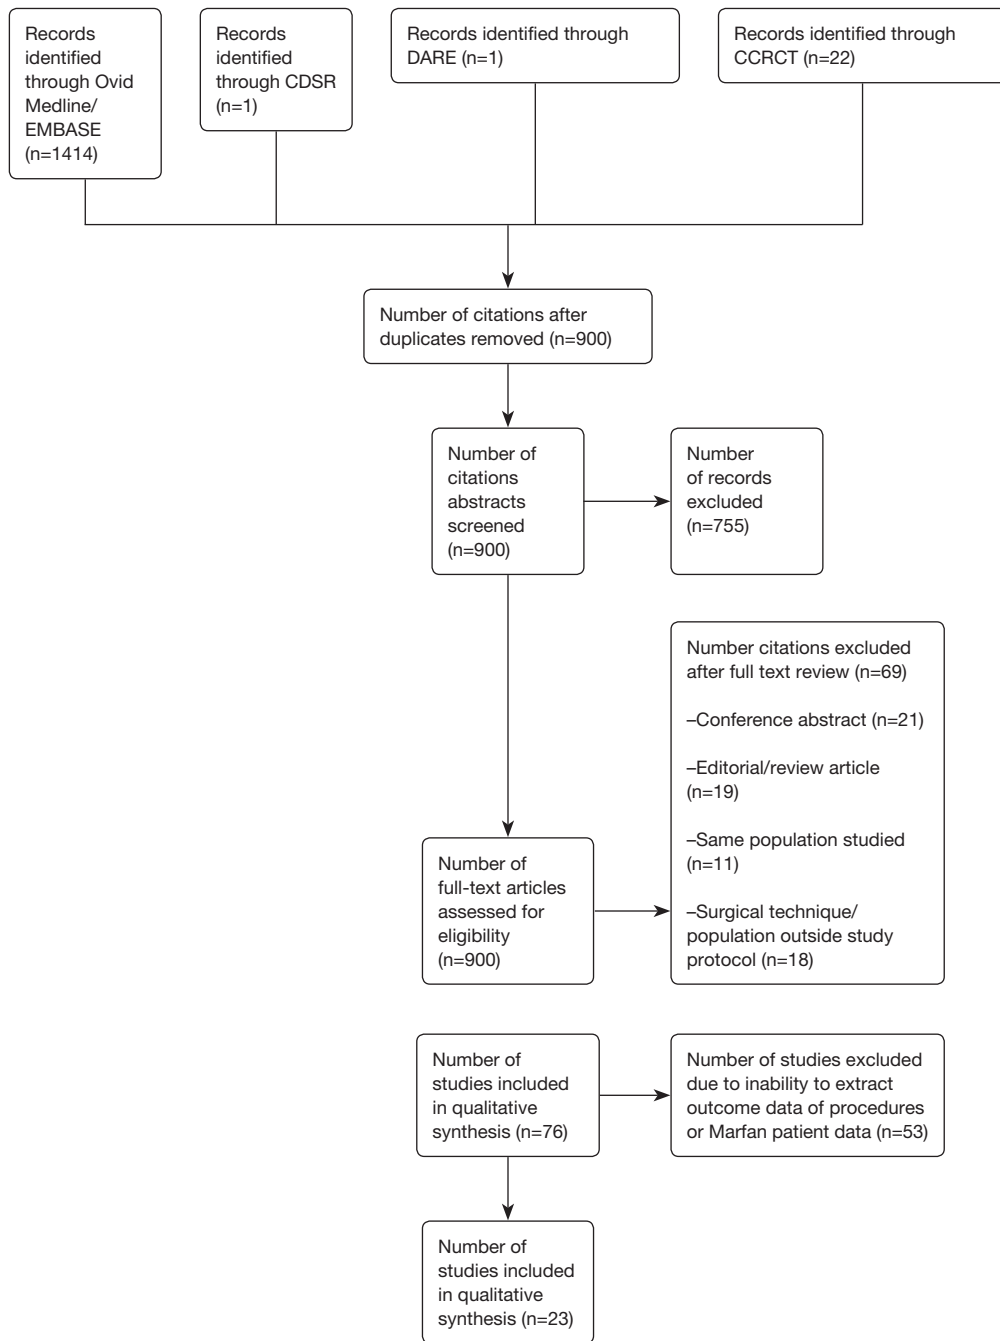 Records
identified
through Ovid
Medline/
EMBASE
(n=1414)
Records
identified
through CDSR
(n=1)
Records identified through
DARE (n=1)
Records identified through
CCRCT (n=22)
Number of citations after
duplicates removed (n=900)
Number of
citations
abstracts
screened
(n=900)
Number
of records
excluded
(n=755)
Number citations excluded
after full text review (n=69)
–Conference abstract (n=21)
–Editorial/review article
(n=19)
–Same population studied
(n=11)
–Surgical technique/
population outside study
protocol (n=18)
Number of
full-text articles
assessed for
eligibility
(n=900)
Number of
studies included
in qualitative
synthesis (n=76)
Number of studies excluded
due to inability to extract
outcome data of procedures
or Marfan patient data (n=53)
Number of
studies included
in qualitative
synthesis (n=23)